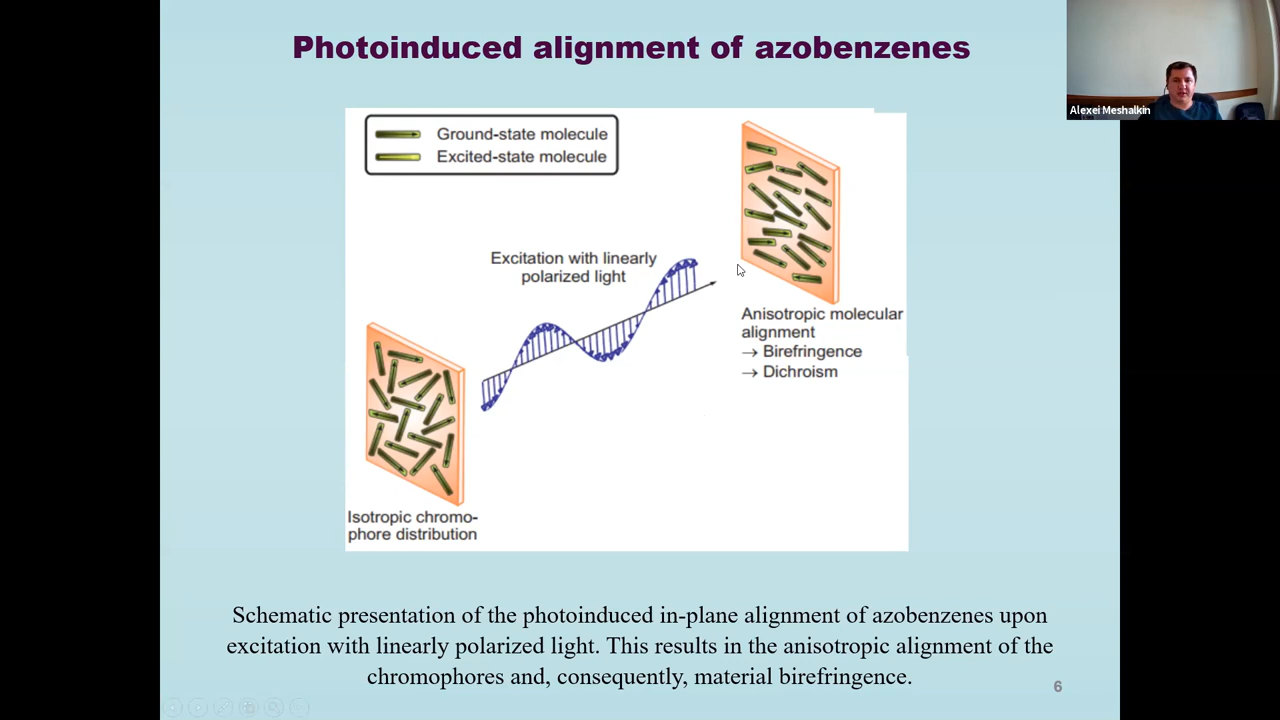 Photoinduced alignment of azobenzenes
Alexei Meshalkin
Ground-state molecule
Excited-state molecule
Excitation with linearly
polarized light
Anisotropic molecular
alignment
→ Birefringence
→ Dichroism
Isotropic chromo-
phore distribution
Schematic presentation of the photoinduced in-plane alignment of azobenzenes upon
excitation with linearly polarized light. This results in the anisotropic alignment of the
chromophores and, consequently, material birefringence.
6